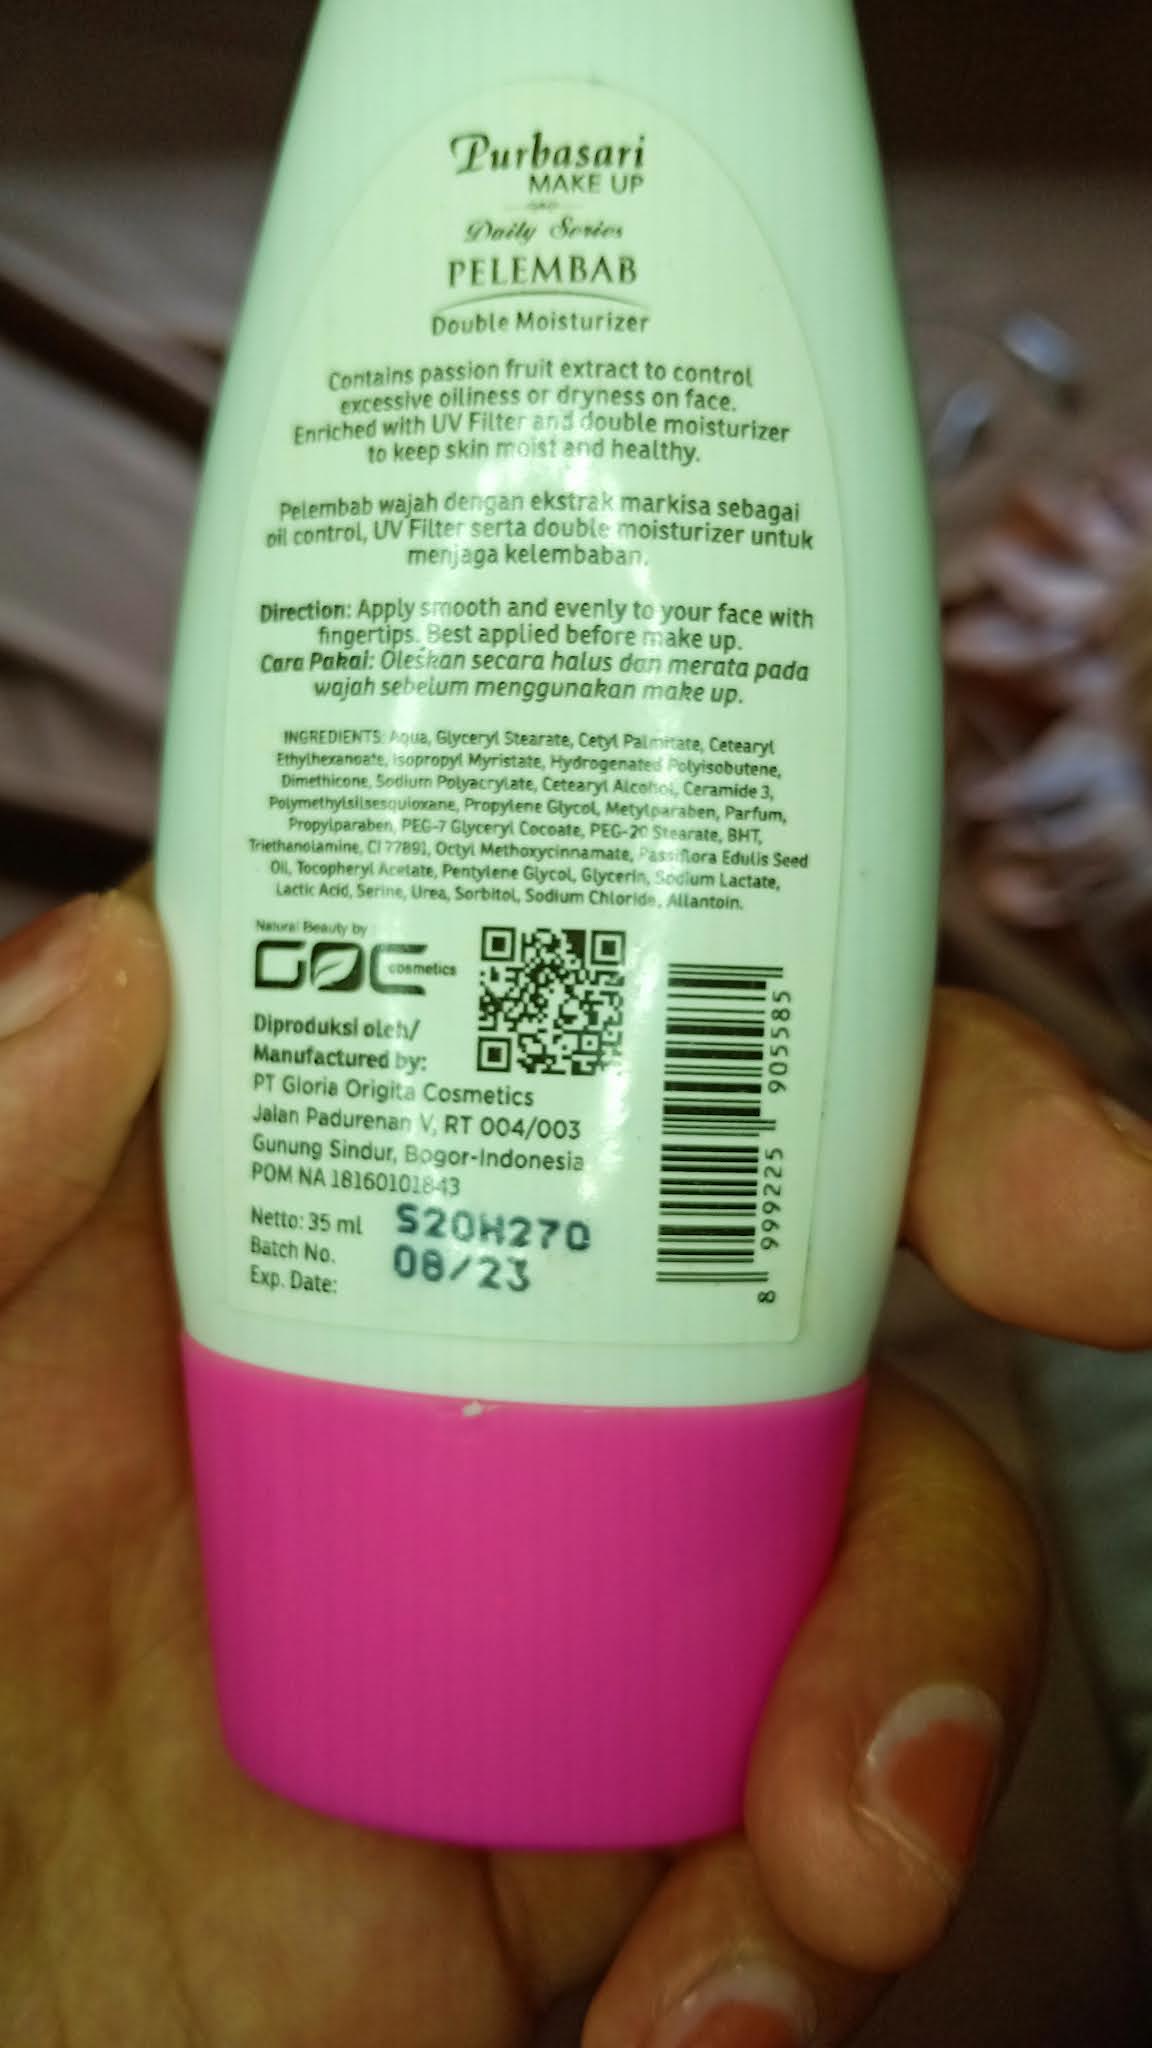 Purbasari
MAKE UP
Daily Series
PELEMBAB
Double Moisturizer
Contains passion fruit extract to control
excessive oiliness or dryness on face.
Enriched with UV Filter and double moisturizer
to keep skin moist and healthy.
Pelembab wajah dengan ekstrak markisa sebagai
oil control, UV Filter serta double moisturizer untuk
menjaga kelembaban.
Direction: Apply smooth and evenly to your face with
fingertips. Best applied before make up.
Cara Pakai: Oleskan secara halus dan merata pada
wajah sebelum menggunakan make up.
INGREDIENTS: Aqua, Glyceryl Stearate, Cetyl Palmitate, Cetearyl
Ethylhexanoate, Isopropyl Myristate, Hydrogenated Polyisobutene,
Dimethicone, Sodium Polyacrylate, Cetearyl Alcohol, Ceramide 3,
Polymethylsilsesquioxane, Propylene Glycol, Metylparaben, Parfum,
Propylparaben, PEG-7 Glyceryl Cocoate, PEG-20 Stearate, BHT,
Triethanolamine, CI 77891, Octyl Methoxycinnamate, Passiflora Edulis Seed
Oil, Tocopheryl Acetate, Pentylene Glycol, Glycerin, Sodium Lactate,
Lactic Acid, Serine, Urea, Sorbitol, Sodium Chloride, Allantoin.
Natural Beauty by
GOC cosmetics
Diproduksi oleh/
Manufactured by:
PT Gloria Origita Cosmetics
Jalan Padurenan V, RT 004/003
Gunung Sindur, Bogor-Indonesia
POM NA 18160101843
Netto: 35 ml
Batch No. S20H270
Exp. Date: 08/23
8 999225 905585